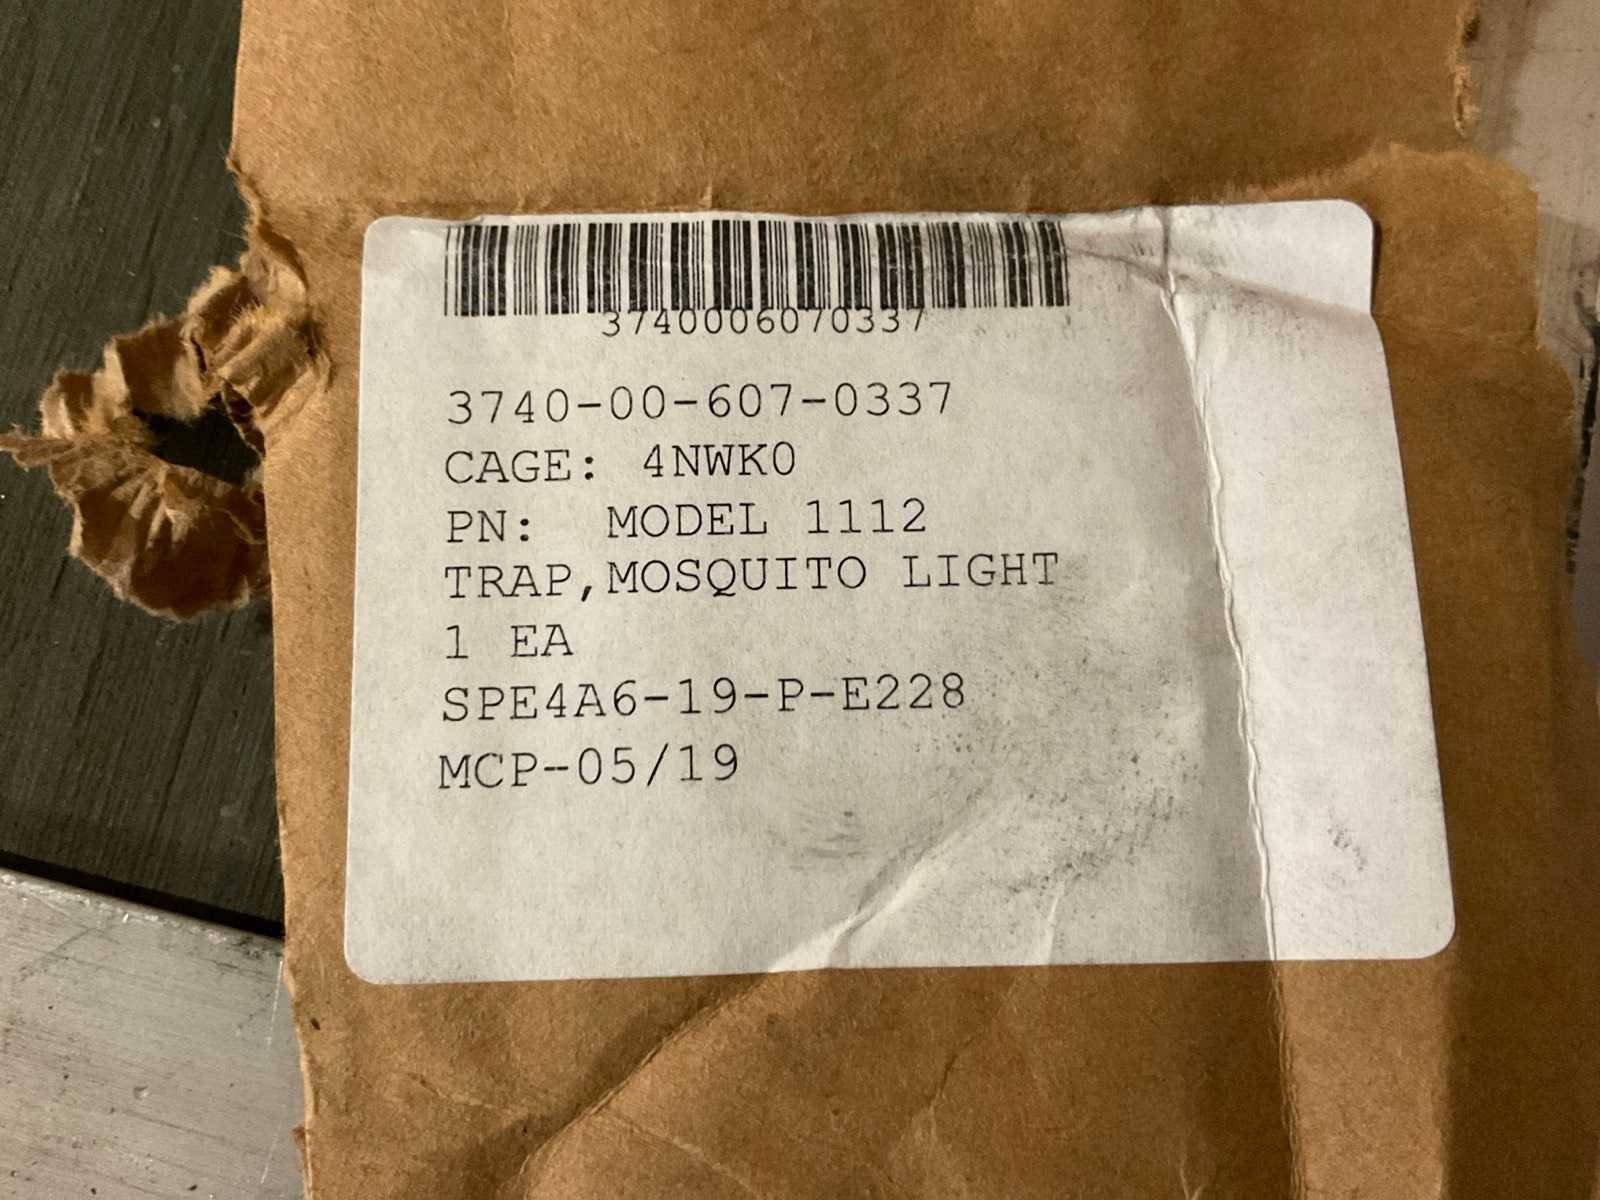 3740006070337
3740-00-607-0337
CAGE: 4NWK0
PN: MODEL 1112
TRAP,MOSQUITO LIGHT
1 EA
SPE4A6-19-P-E228
MCP-05/19